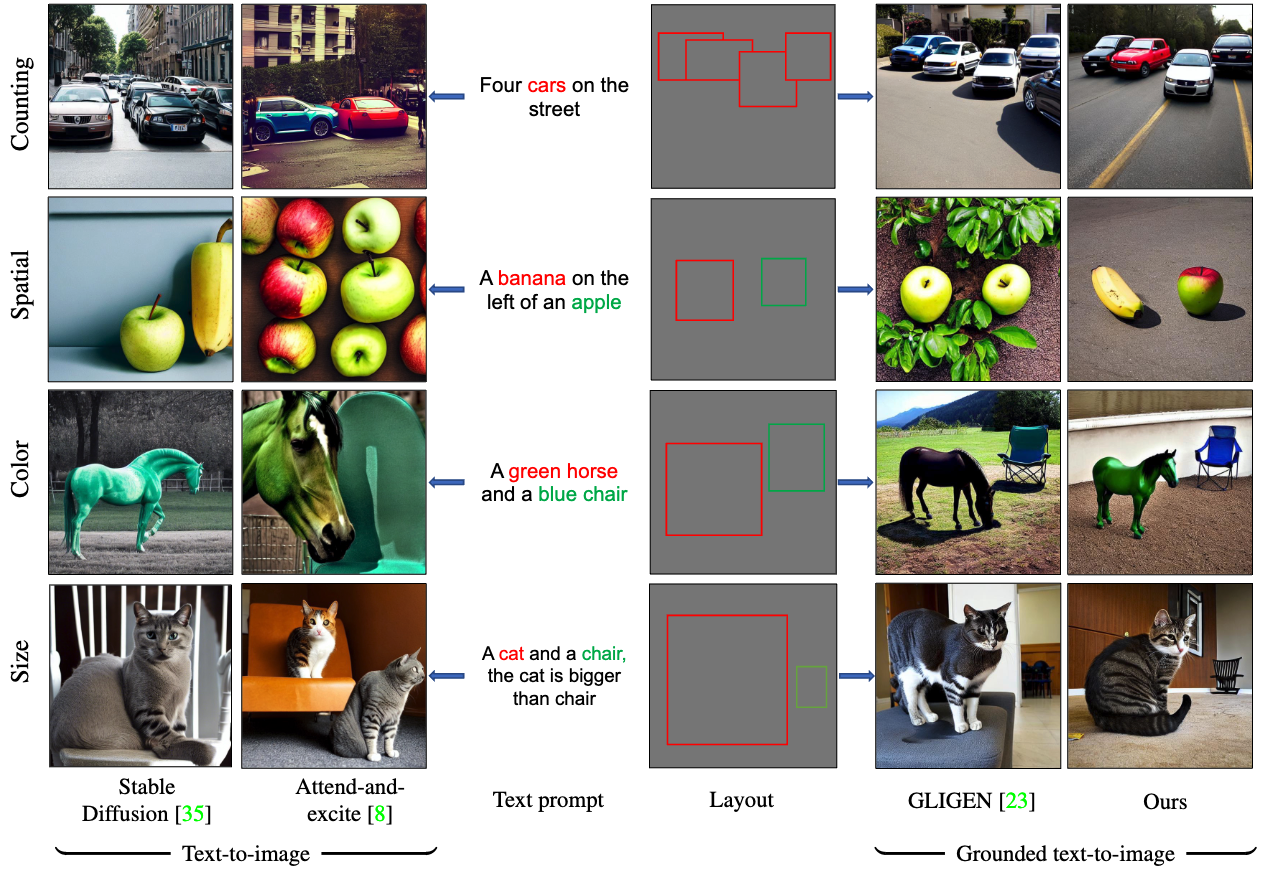 Counting
Four cars on the
street
Spatial
A banana on the
left of an apple
Color
A green horse
and a blue chair
Size
A cat and a chair,
the cat is bigger
than chair
Stable
Diffusion [35]
Attend-and-
excite [8]
Text prompt
Layout
GLIGEN [23]
Ours
Text-to-image
Grounded text-to-image